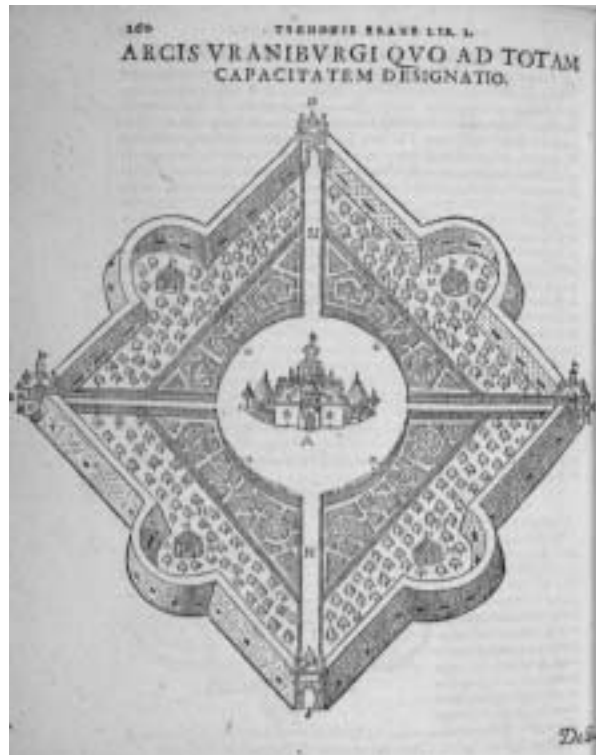 TYCHONIS BRAHE LIB. I.
ARCIS VRANIBVRGI QVO AD TOTAM
CAPACITATEM DESIGNATIO.
D
A